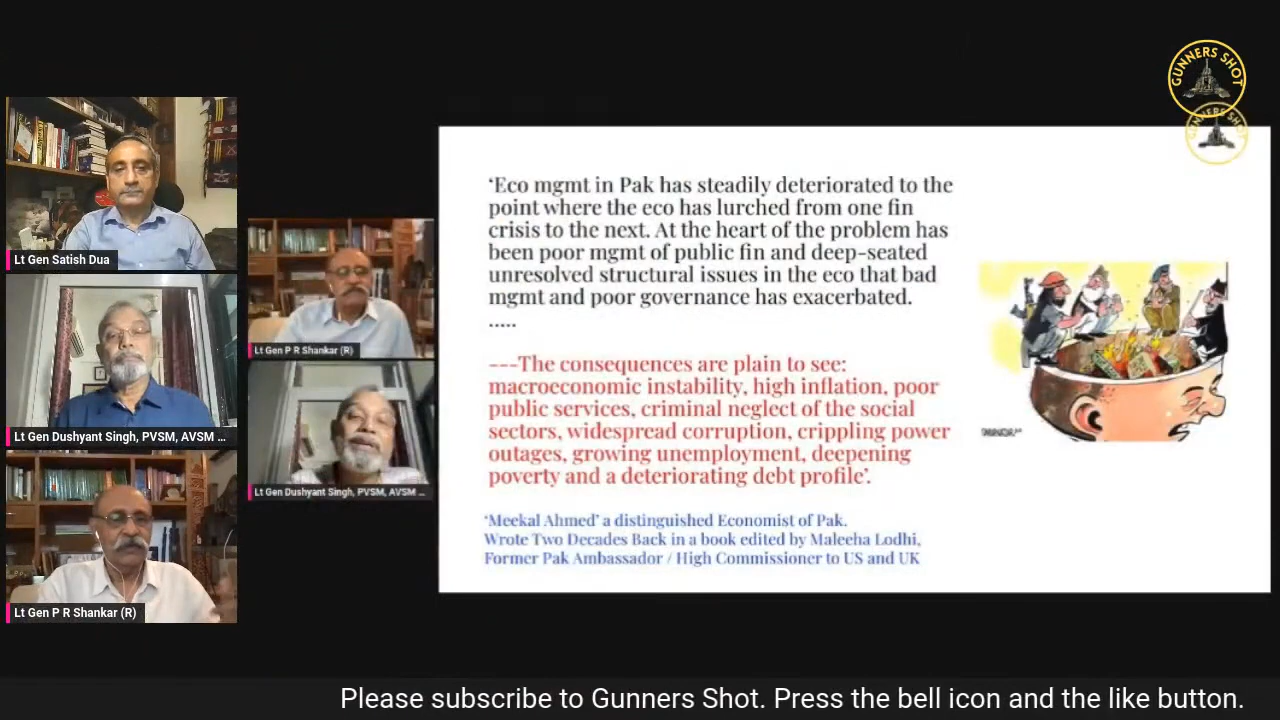 GUNNERS SHOT
GUNNERS SHOT
Lt Gen Satish Dua
Lt Gen Dushyant Singh, PVSM, AVSM ...
Lt Gen P R Shankar (R)
Lt Gen P R Shankar (R)
Lt Gen Dushyant Singh, PVSM, AVSM ...
‘Eco mgmt in Pak has steadily deteriorated to the
point where the eco has lurched from one fin
crisis to the next. At the heart of the problem has
been poor mgmt of public fin and deep-seated
unresolved structural issues in the eco that bad
mgmt and poor governance has exacerbated.
.....
---The consequences are plain to see:
macroeconomic instability, high inflation, poor
public services, criminal neglect of the social
sectors, widespread corruption, crippling power
outages, growing unemployment, deepening
poverty and a deteriorating debt profile’.
‘Meekal Ahmed’ a distinguished Economist of Pak.
Wrote Two Decades Back in a book edited by Maleeha Lodhi,
Former Pak Ambassador / High Commissioner to US and UK
Please subscribe to Gunners Shot. Press the bell icon and the like button.